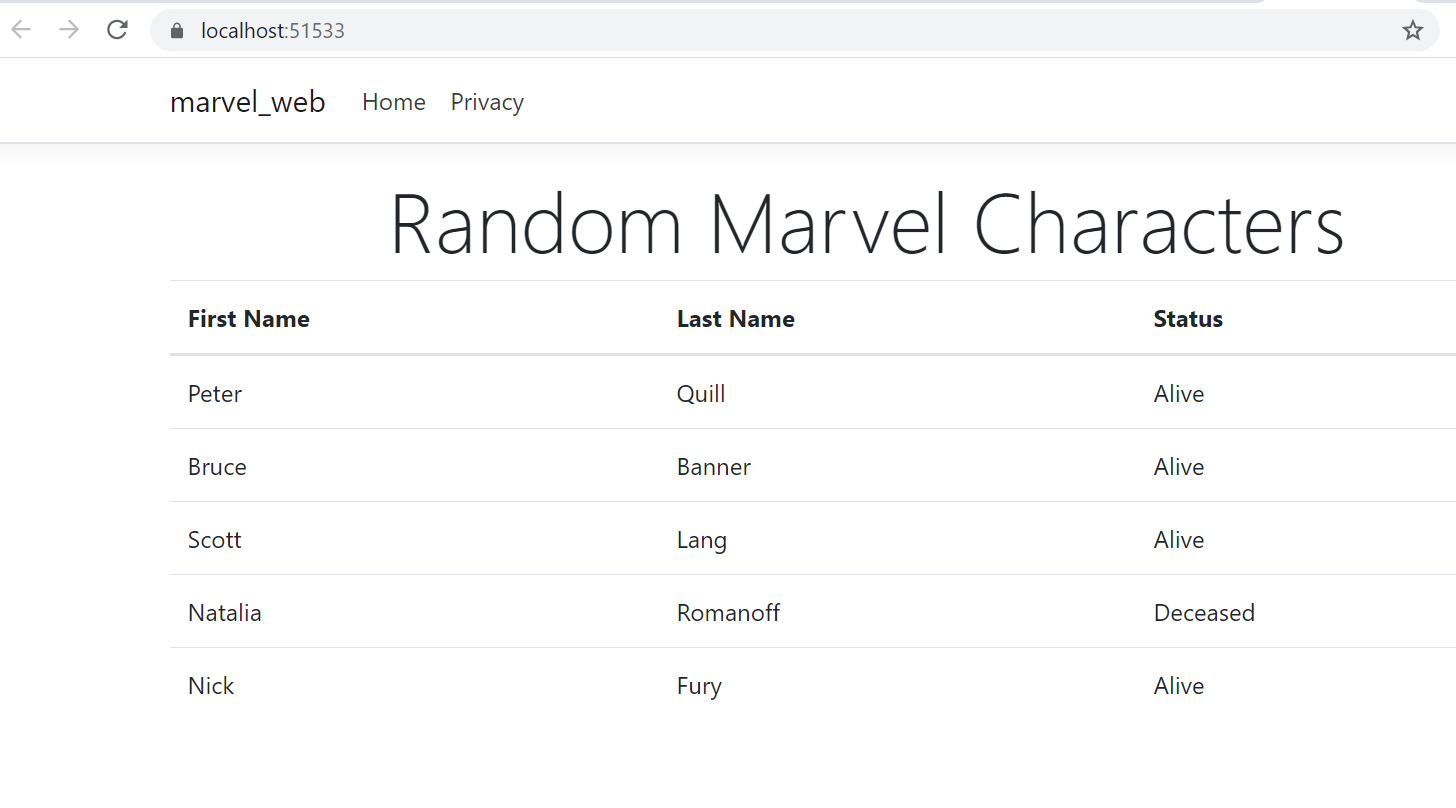 localhost:51533
marvel_web Home Privacy
Random Marvel Characters
First Name Last Name Status
Peter Quill Alive
Bruce Banner Alive
Scott Lang Alive
Natalia Romanoff Deceased
Nick Fury Alive